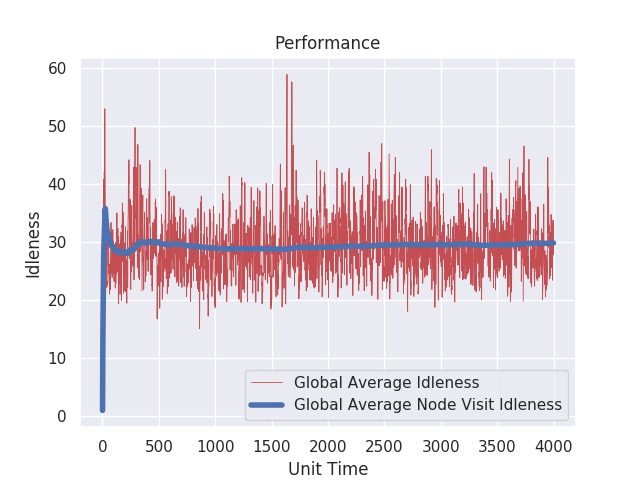 Performance
Idleness
60
50
40
30
20
10
0
0 500 1000 1500 2000 2500 3000 3500 4000
Unit Time
Global Average Idleness
Global Average Node Visit Idleness